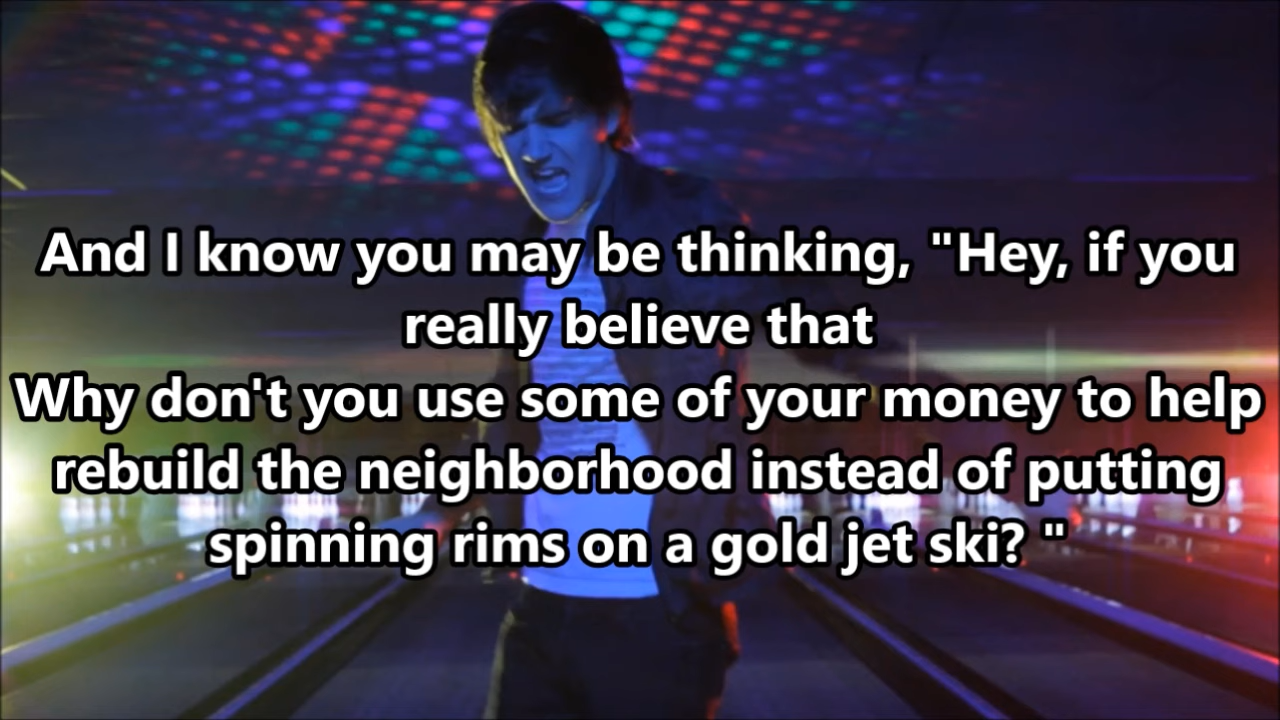 And I know you may be thinking, "Hey, if you
really believe that
Why don't you use some of your money to help
rebuild the neighborhood instead of putting
spinning rims on a gold jet ski? "